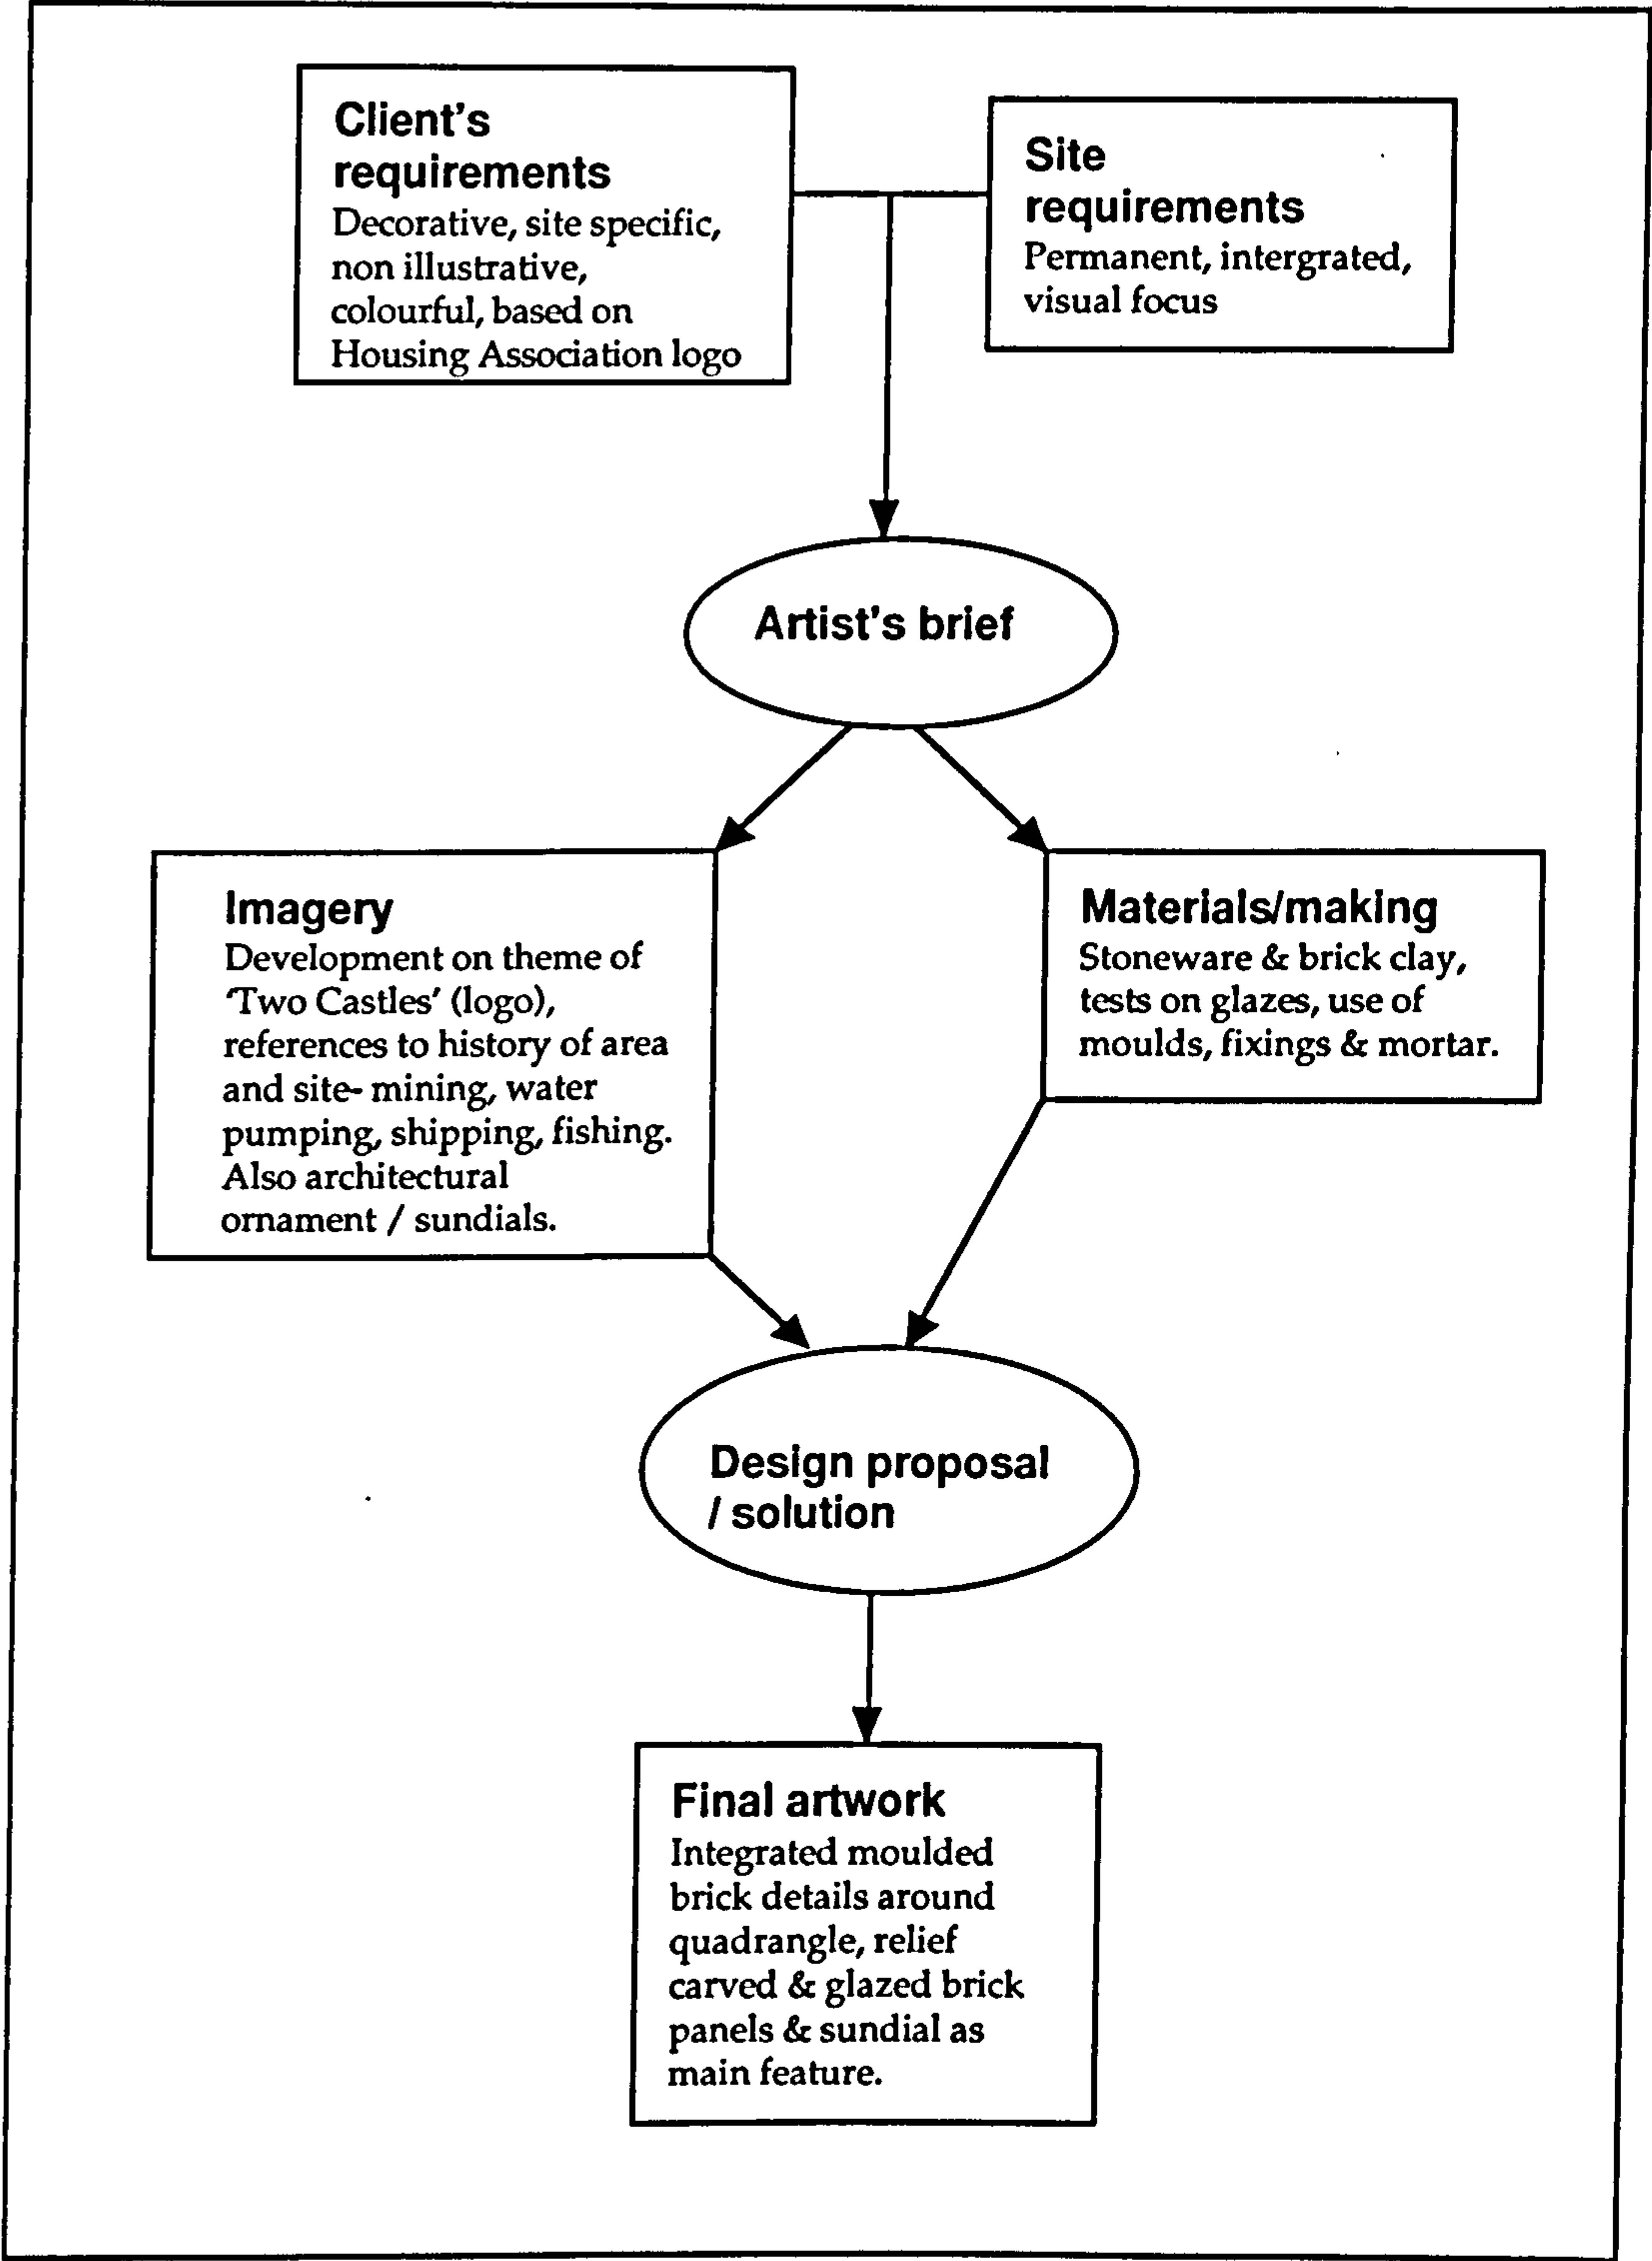 Client's
requirements
Decorative, site specific,
non illustrative,
colourful, based on
Housing Association logo
Site
requirements
Permanent, intergrated,
visual focus
Artist's brief
Imagery
Development on theme of
'Two Castles' (logo),
references to history of area
and site- mining, water
pumping, shipping, fishing.
Also architectural
ornament / sundials.
Materials/making
Stoneware & brick clay,
tests on glazes, use of
moulds, fixings & mortar.
Design proposal
/ solution
Final artwork
Integrated moulded
brick details around
quadrangle, relief
carved & glazed brick
panels & sundial as
main feature.